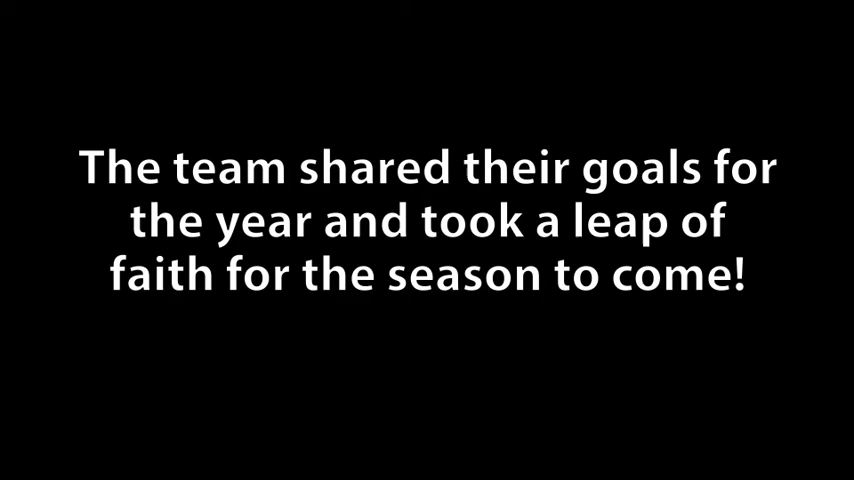 The team shared their goals for
the year and took a leap of
faith for the season to come!